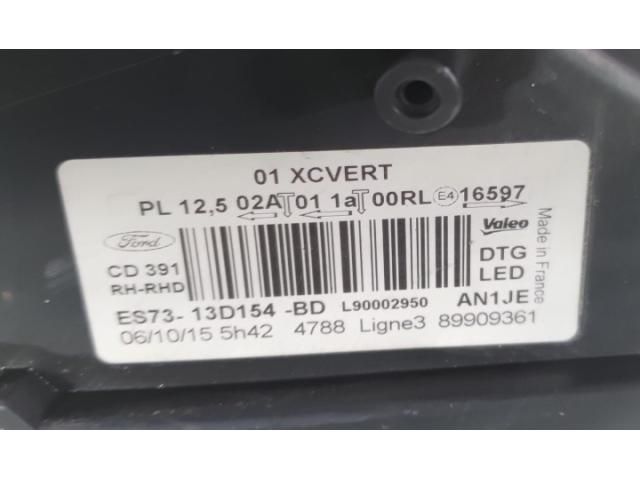 01 XCVERT
PL 12,5 02A 01 1a 00RL E4 16597
Ford
Valeo
Made in France
CD 391
RH-RHD
DTG
LED
ES73- 13D154 -BD L90002950 AN1JE
06/10/15 5h42 4788 Ligne3 89909361